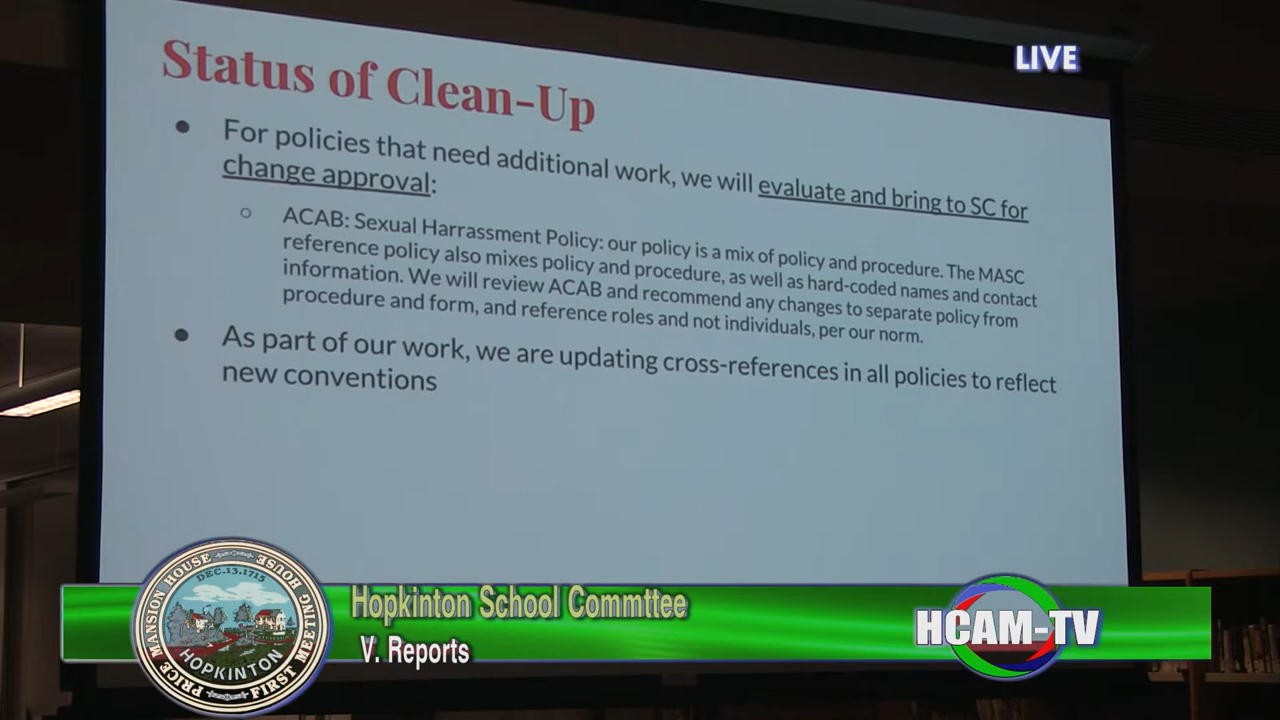 LIVE
Status of Clean-Up
● For policies that need additional work, we will evaluate and bring to SC for
change approval:
○ ACAB: Sexual Harrassment Policy: our policy is a mix of policy and procedure. The MASC
reference policy also mixes policy and procedure, as well as hard-coded names and contact
information. We will review ACAB and recommend any changes to separate policy from
procedure and form, and reference roles and not individuals, per our norm.
● As part of our work, we are updating cross-references in all policies to reflect
new conventions
PRICE MANSION HOUSE
HOUSE FIRST MEETING
DEC.13.1715
HOPKINTON
Hopkinton School Commttee
V. Reports
HCAM-TV